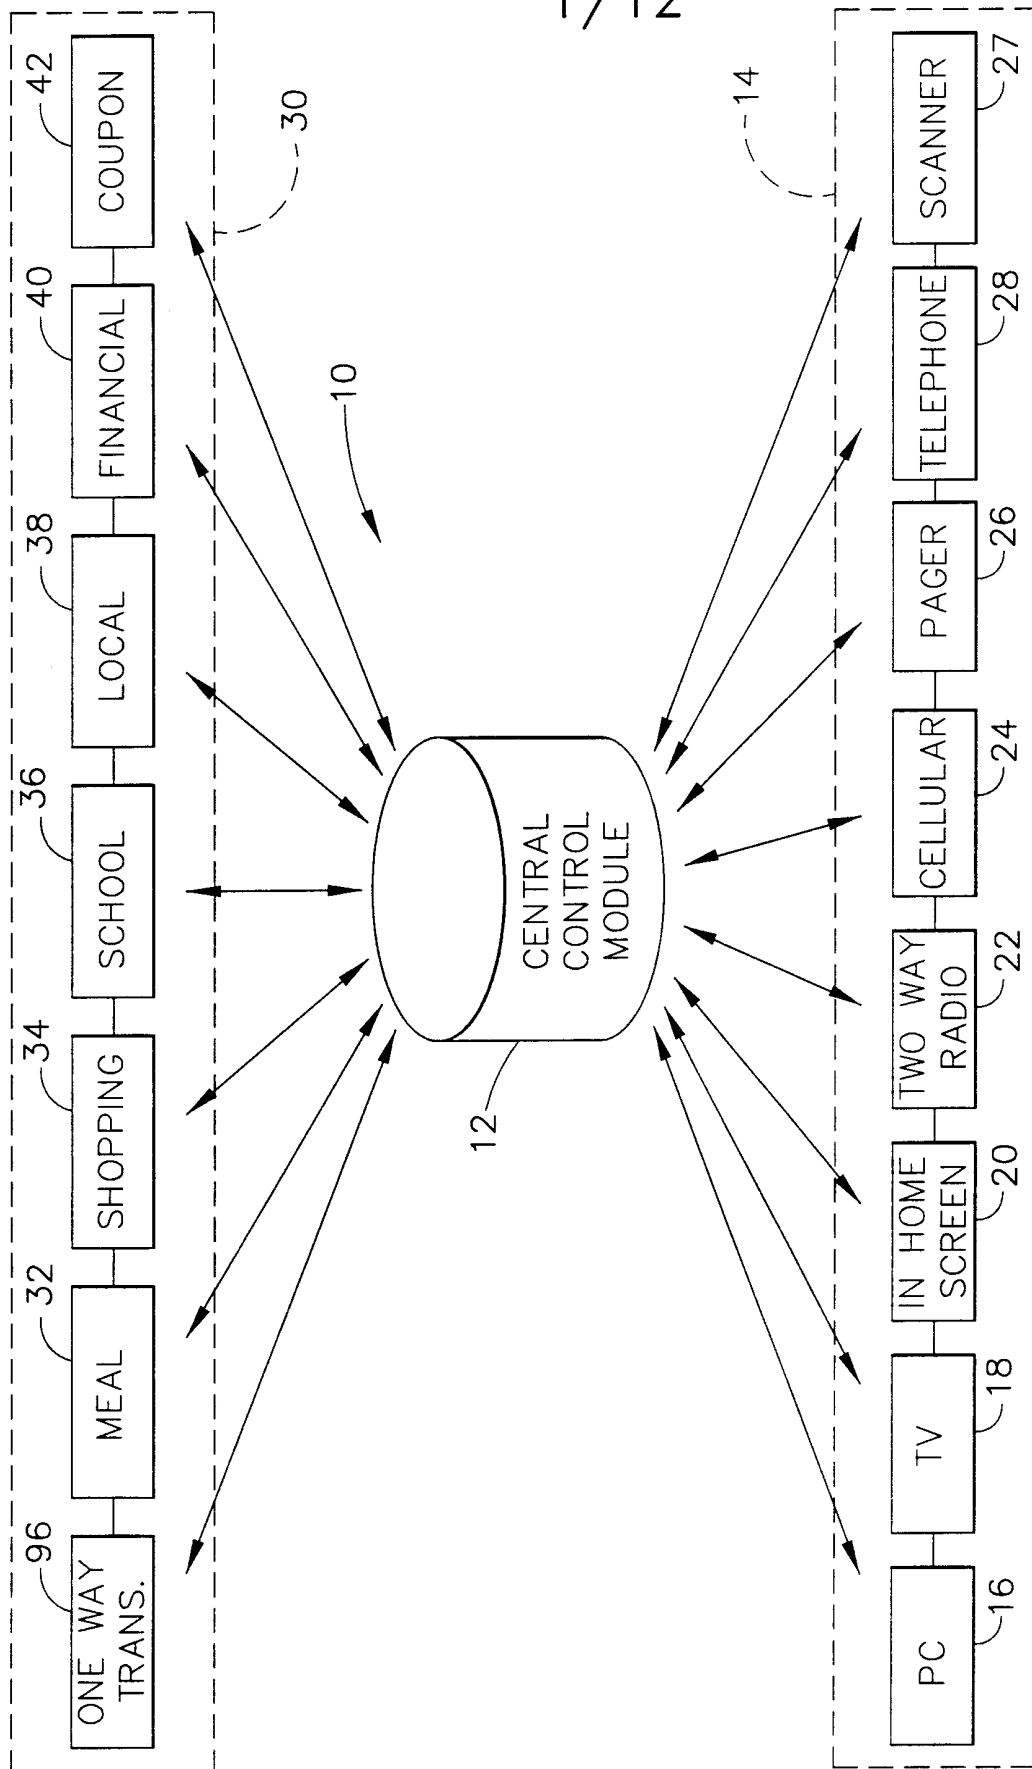 1/12
96
32
34
36
38
40
42
ONE WAY
TRANS.
MEAL
SHOPPING
SCHOOL
LOCAL
FINANCIAL
COUPON
30
10
CENTRAL
CONTROL
MODULE
12
14
PC
TV
IN HOME
SCREEN
TWO WAY
RADIO
CELLULAR
PAGER
TELEPHONE
SCANNER
16
18
20
22
24
26
28
27